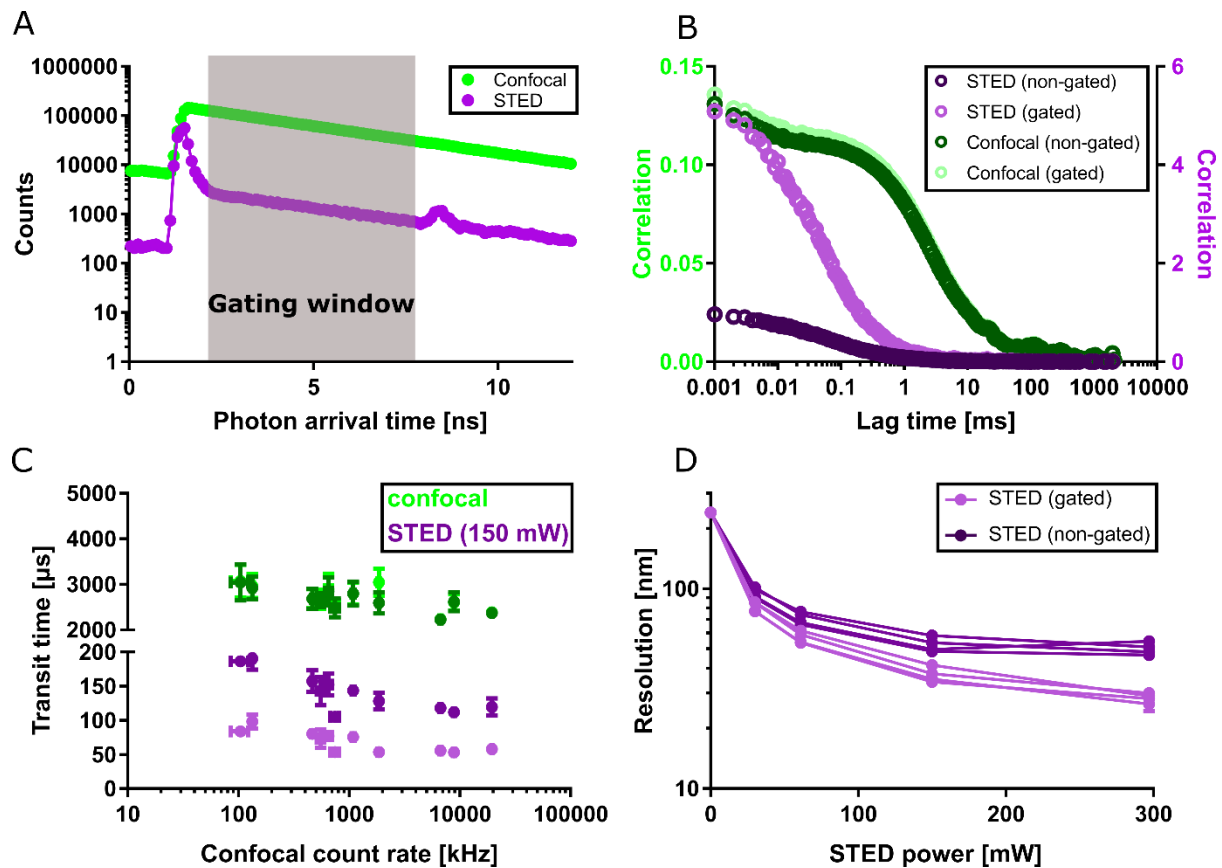 A
Counts
1000000
100000
10000
1000
100
10
1
Confocal
STED
Gating window
0
5
10
Photon arrival time [ns]
B
Correlation
0.15
0.10
0.05
0.00
STED (non-gated)
STED (gated)
Confocal (non-gated)
Confocal (gated)
6
4
2
0
Correlation
0.001
0.01
0.1
1
10
100
1000
10000
Lag time [ms]
C
Transit time [µs]
5000
4000
3000
2000
200
150
100
50
0
confocal
STED (150 mW)
10
100
1000
10000
100000
Confocal count rate [kHz]
D
Resolution [nm]
100
10
STED (gated)
STED (non-gated)
0
100
200
300
STED power [mW]